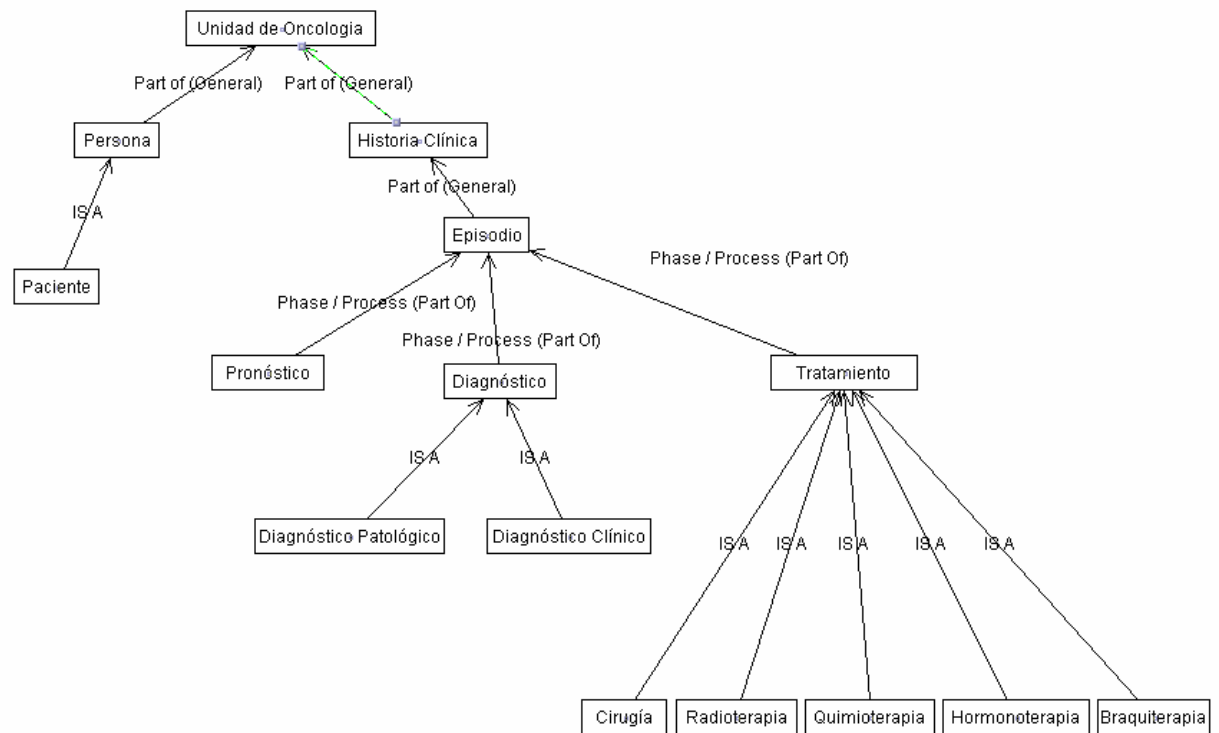 Unidad de Oncologia
Part of (General)
Part of (General)
Persona
Historia Clínica
Part of (General)
IS A
Episodio
Phase / Process (Part Of)
Paciente
Phase / Process (Part Of)
Phase / Process (Part Of)
Pronóstico
Diagnóstico
Tratamiento
IS A
IS A
Diagnóstico Patológico
Diagnóstico Clínico
IS A
IS A
IS A
IS A
IS A
Cirugía
Radioterapia
Quimioterapia
Hormonoterapia
Braquiterapia